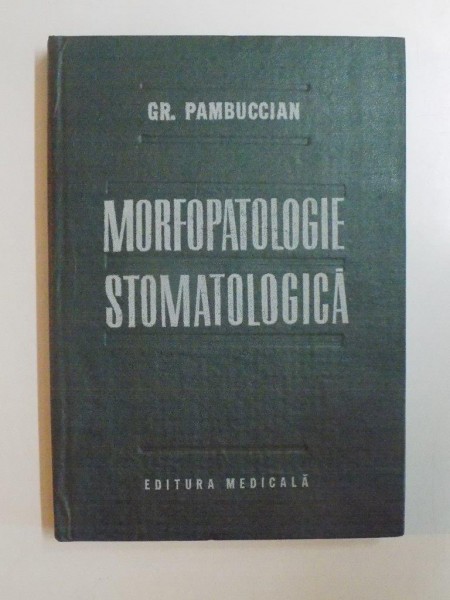 GR. PAMBUCCIAN
MORFOPATOLOGIE
STOMATOLOGICĂ
EDITURA MEDICALĂ